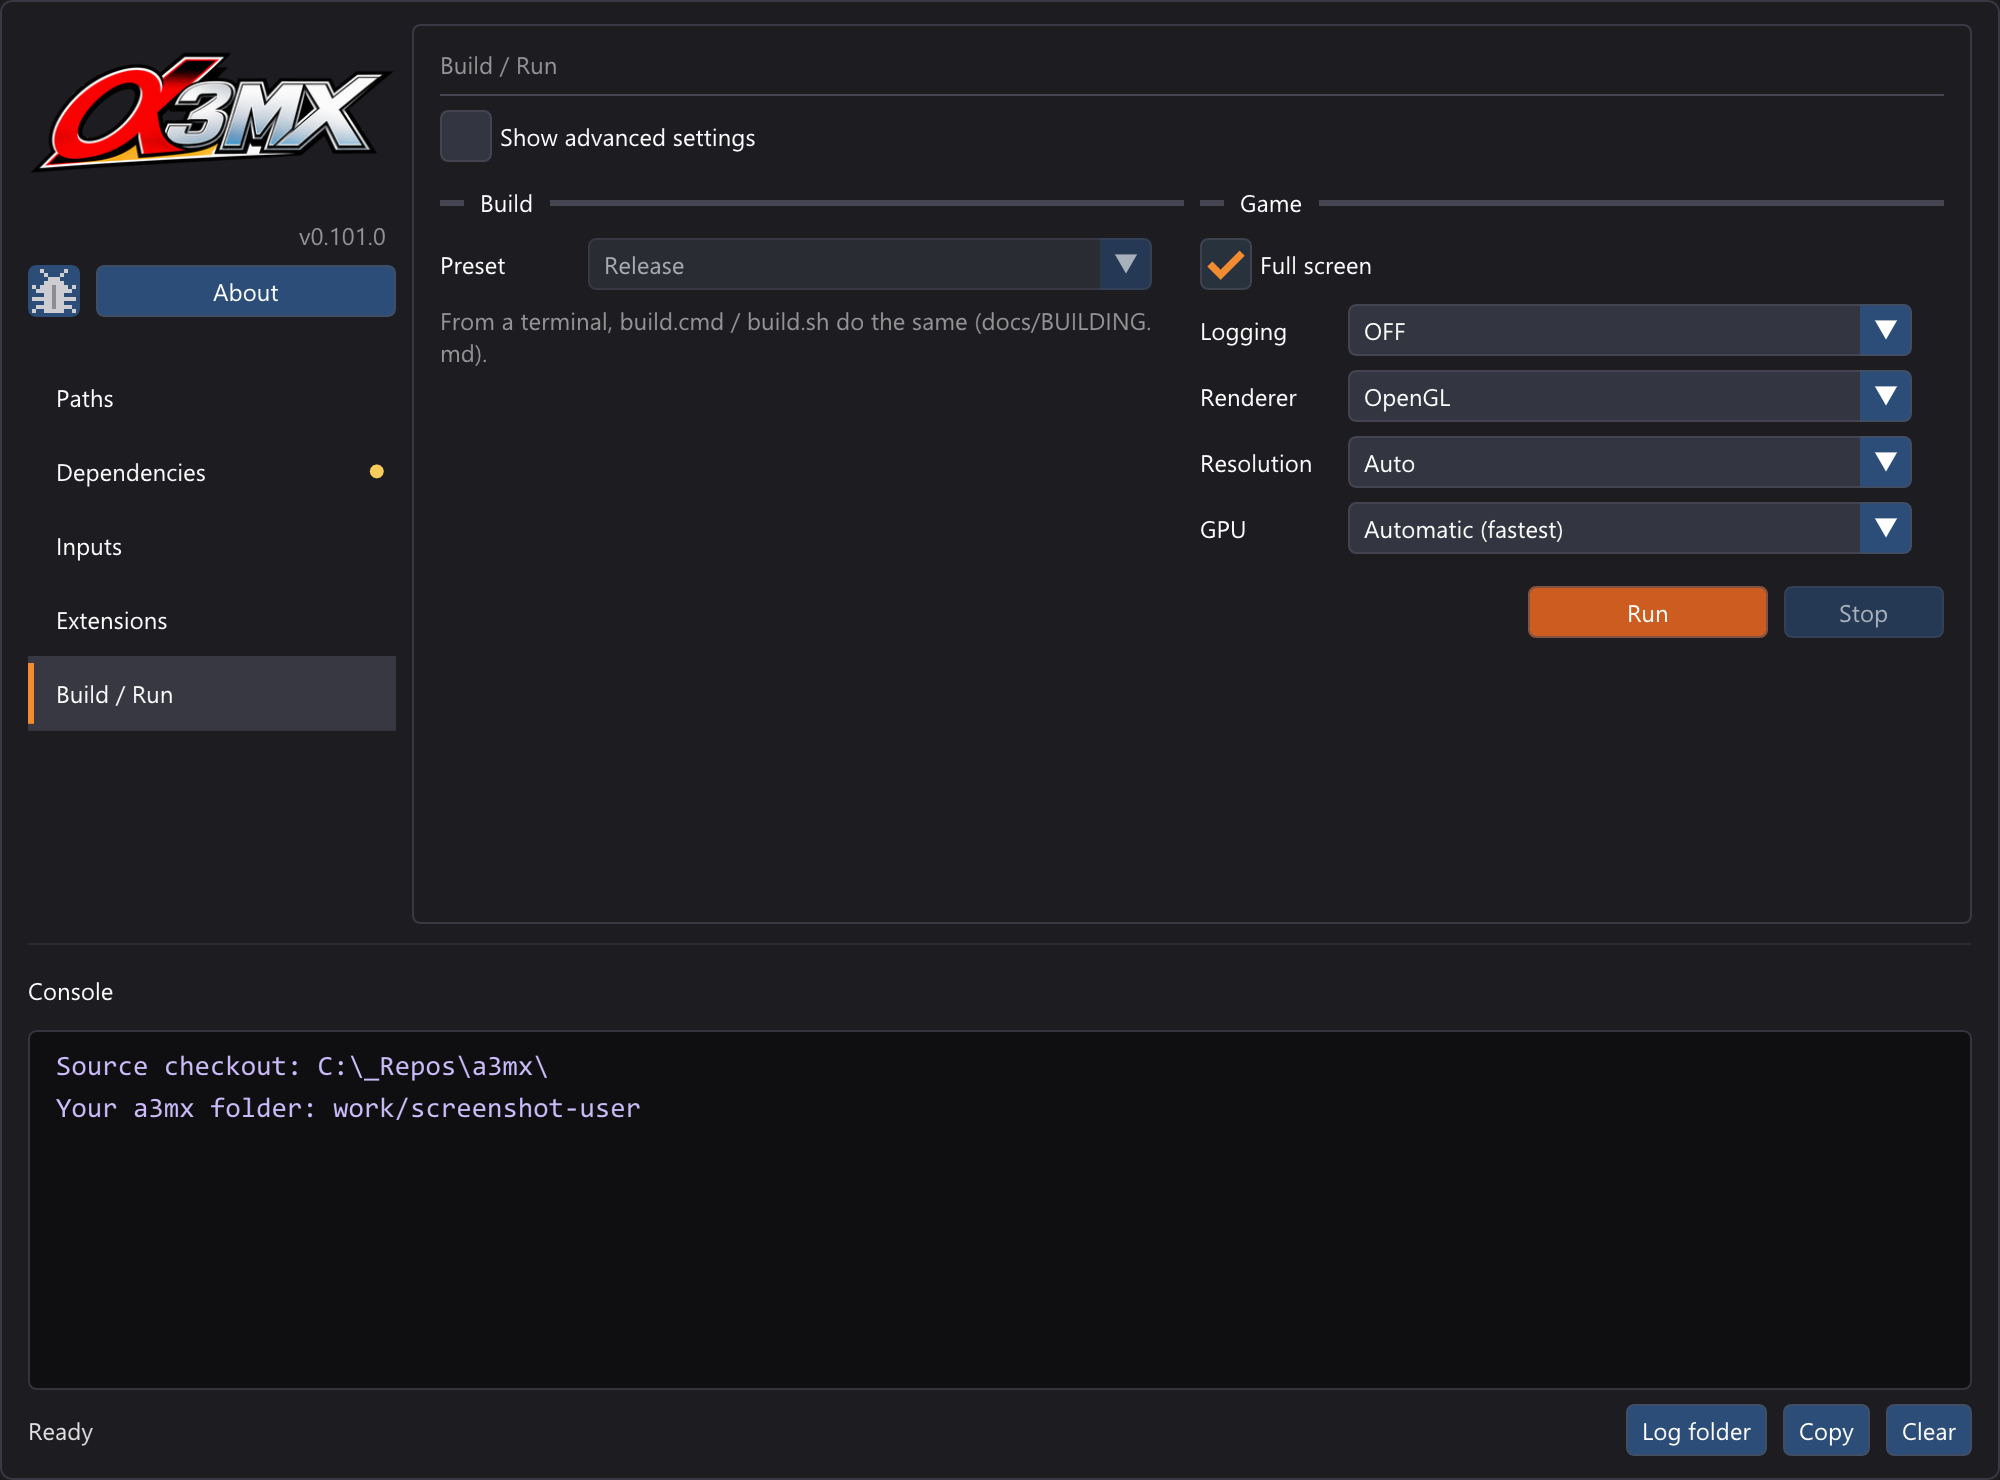 α3MX
v0.101.0
About
Paths
Dependencies
Inputs
Extensions
Build / Run
Build / Run
Show advanced settings
Build
Preset
Release
From a terminal, build.cmd / build.sh do the same (docs/BUILDING.
md).
Game
Full screen
Logging
OFF
Renderer
OpenGL
Resolution
Auto
GPU
Automatic (fastest)
Run
Stop
Console
Source checkout: C:\_Repos\a3mx\
Your a3mx folder: work/screenshot-user
Ready
Log folder
Copy
Clear